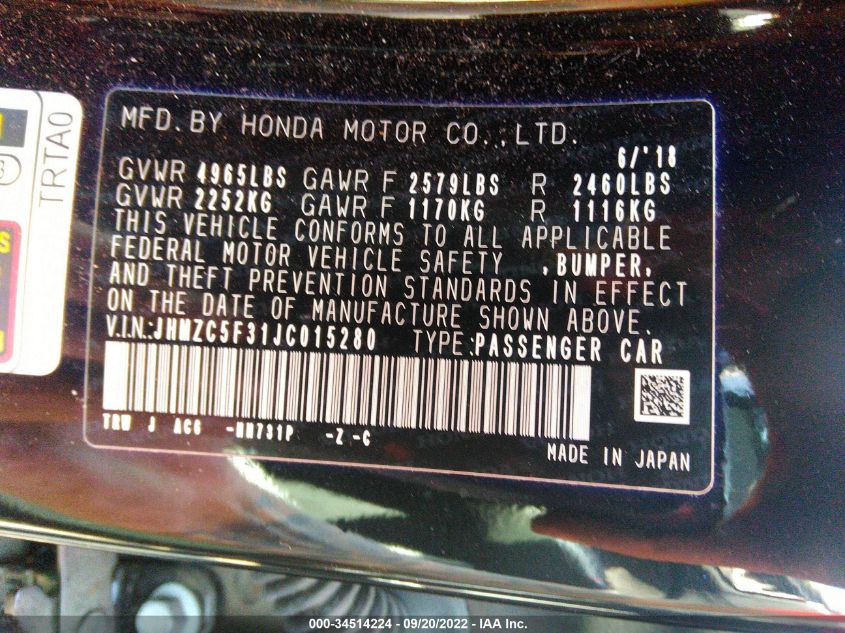 TRTA0
MFD. BY HONDA MOTOR CO., LTD.
6/'18
GVWR 4965LBS GAWR F 2579LBS R 2460LBS
GVWR 2252KG GAWR F 1170KG R 1116KG
THIS VEHICLE CONFORMS TO ALL APPLICABLE
FEDERAL MOTOR VEHICLE SAFETY ,BUMPER,
AND THEFT PREVENTION STANDARDS IN EFFECT
ON THE DATE OF MANUFACTURE SHOWN ABOVE.
V.I.N.:JHMZC5F31JC015280 TYPE:PASSENGER CAR
TRW J AC6 -NH731P -Z -C
MADE IN JAPAN
000-34514224 - 09/20/2022 - IAA Inc.